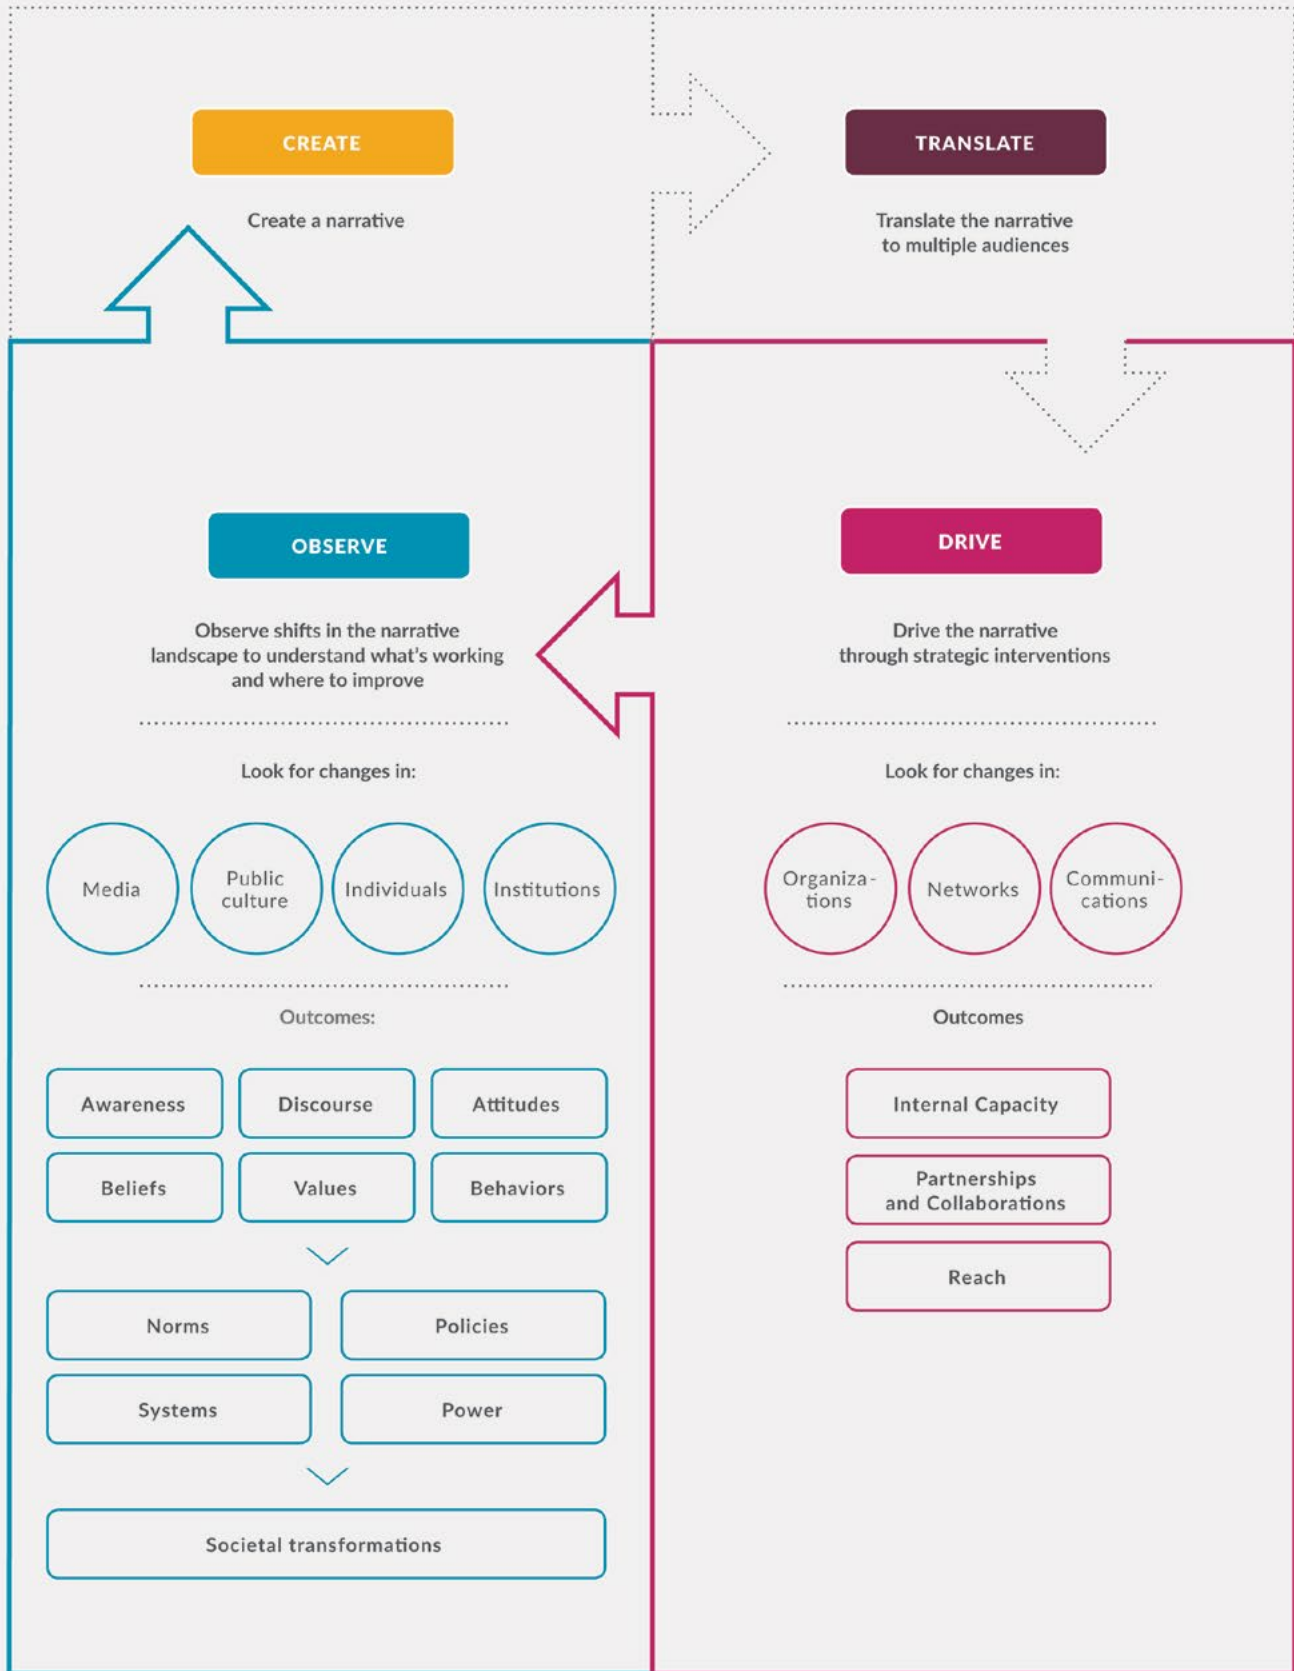 CREATE
Create a narrative
TRANSLATE
Translate the narrative
to multiple audiences
OBSERVE
Observe shifts in the narrative
landscape to understand what's working
and where to improve
Look for changes in:
Media
Public
culture
Individuals
Institutions
Outcomes:
Awareness
Discourse
Attitudes
Beliefs
Values
Behaviors
Norms
Policies
Systems
Power
Societal transformations
DRIVE
Drive the narrative
through strategic interventions
Look for changes in:
Organiza-
tions
Networks
Communi-
cations
Outcomes
Internal Capacity
Partnerships
and Collaborations
Reach